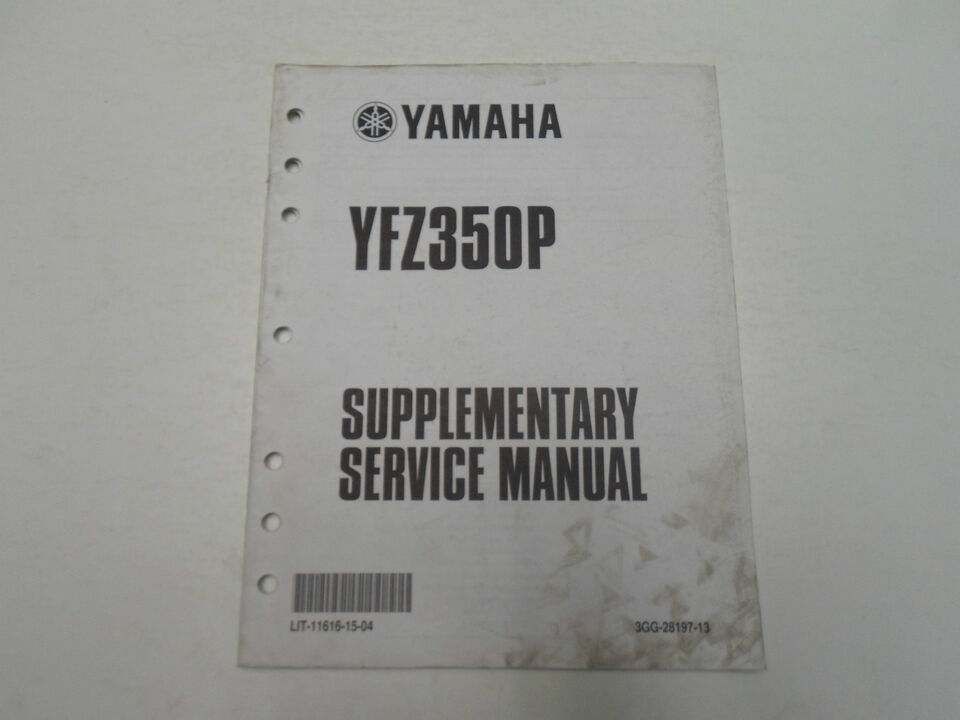 YAMAHA
YFZ350P
SUPPLEMENTARY
SERVICE MANUAL
LIT-11616-15-04
3GG-28197-13